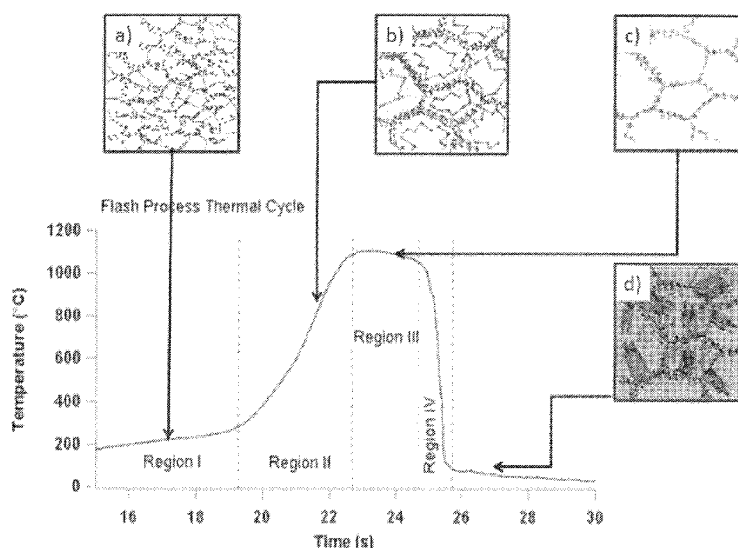 a)
b)
c)
Flash Process Thermal Cycle
d)
Temperature (°C)
1200
1000
800
600
400
200
0
Region I
Region II
Region III
Region IV
16
18
20
22
24
26
28
30
Time (s)